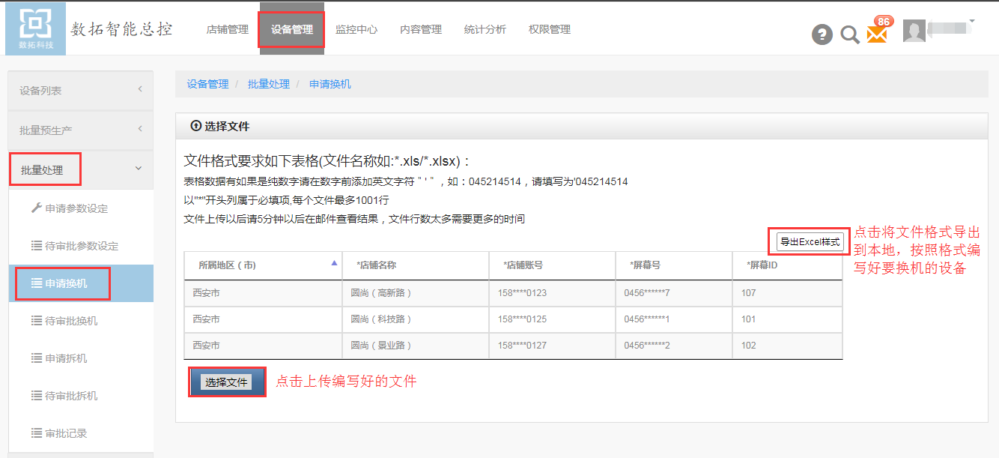 数拓科技
数拓智能总控
店铺管理
设备管理
监控中心
内容管理
统计分析
权限管理
86
设备列表
批量预生产
批量处理
申请参数设定
待审批参数设定
申请换机
待审批换机
申请拆机
待审批拆机
审批记录
设备管理 / 批量处理 / 申请换机
选择文件
文件格式要求如下表格(文件名称如:*.xls/*.xlsx)：
表格数据有如果是纯数字请在数字前添加英文字符 " ' " ，如：045214514，请填写为'045214514
以"*"开头列属于必填项,每个文件最多1001行
文件上传以后请5分钟以后在邮件查看结果，文件行数太多需要更多的时间
导出Excel样式
点击将文件格式导出
到本地，按照格式编
写好要换机的设备
所属地区（市） *店铺名称 *店铺账号 *屏幕号 *屏幕ID
西安市 圆尚（高新路） 158****0123 0456******7 107
西安市 圆尚（科技路） 158****0125 0456******1 101
西安市 圆尚（景业路） 158****0127 0456******2 102
选择文件
点击上传编写好的文件